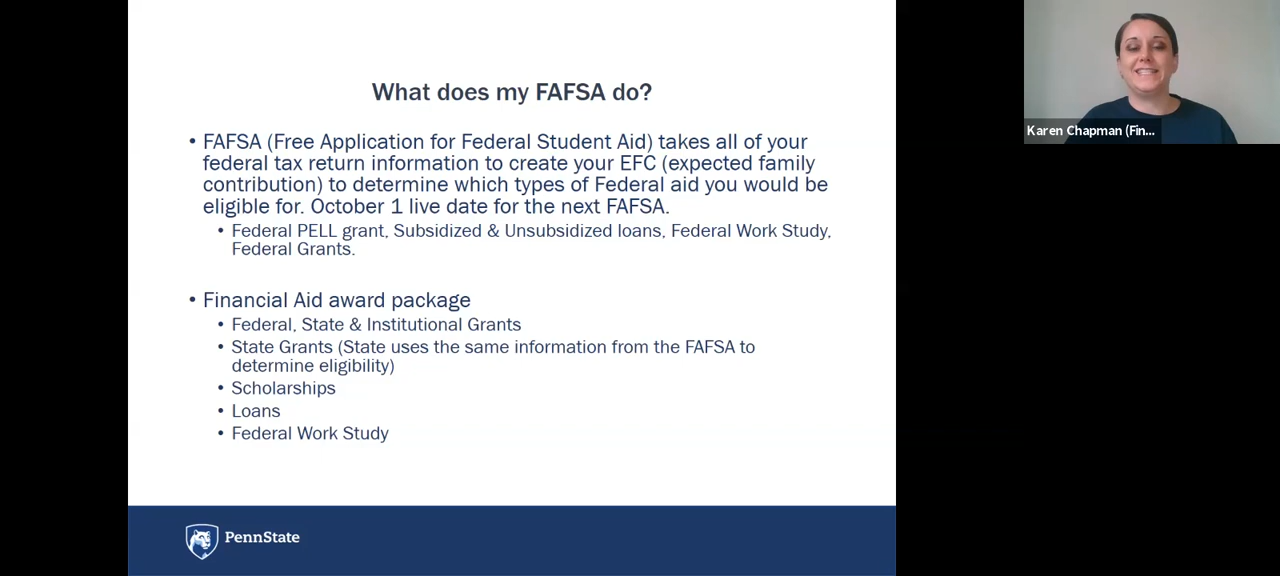 What does my FAFSA do?
• FAFSA (Free Application for Federal Student Aid) takes all of your
federal tax return information to create your EFC (expected family
contribution) to determine which types of Federal aid you would be
eligible for. October 1 live date for the next FAFSA.
• Federal PELL grant, Subsidized & Unsubsidized loans, Federal Work Study,
Federal Grants.
• Financial Aid award package
• Federal, State & Institutional Grants
• State Grants (State uses the same information from the FAFSA to
determine eligibility)
• Scholarships
• Loans
• Federal Work Study
PennState
Karen Chapman (Fin...